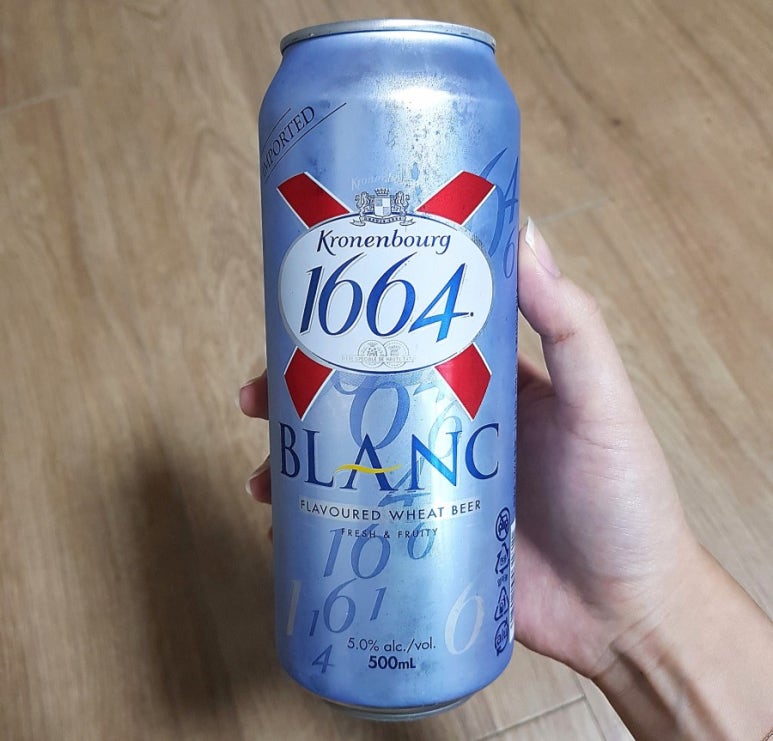 IMPORTED
Kronenbourg
1664.
BLANC
FLAVOURED WHEAT BEER
FRESH & FRUITY
5.0% alc./vol.
500mL